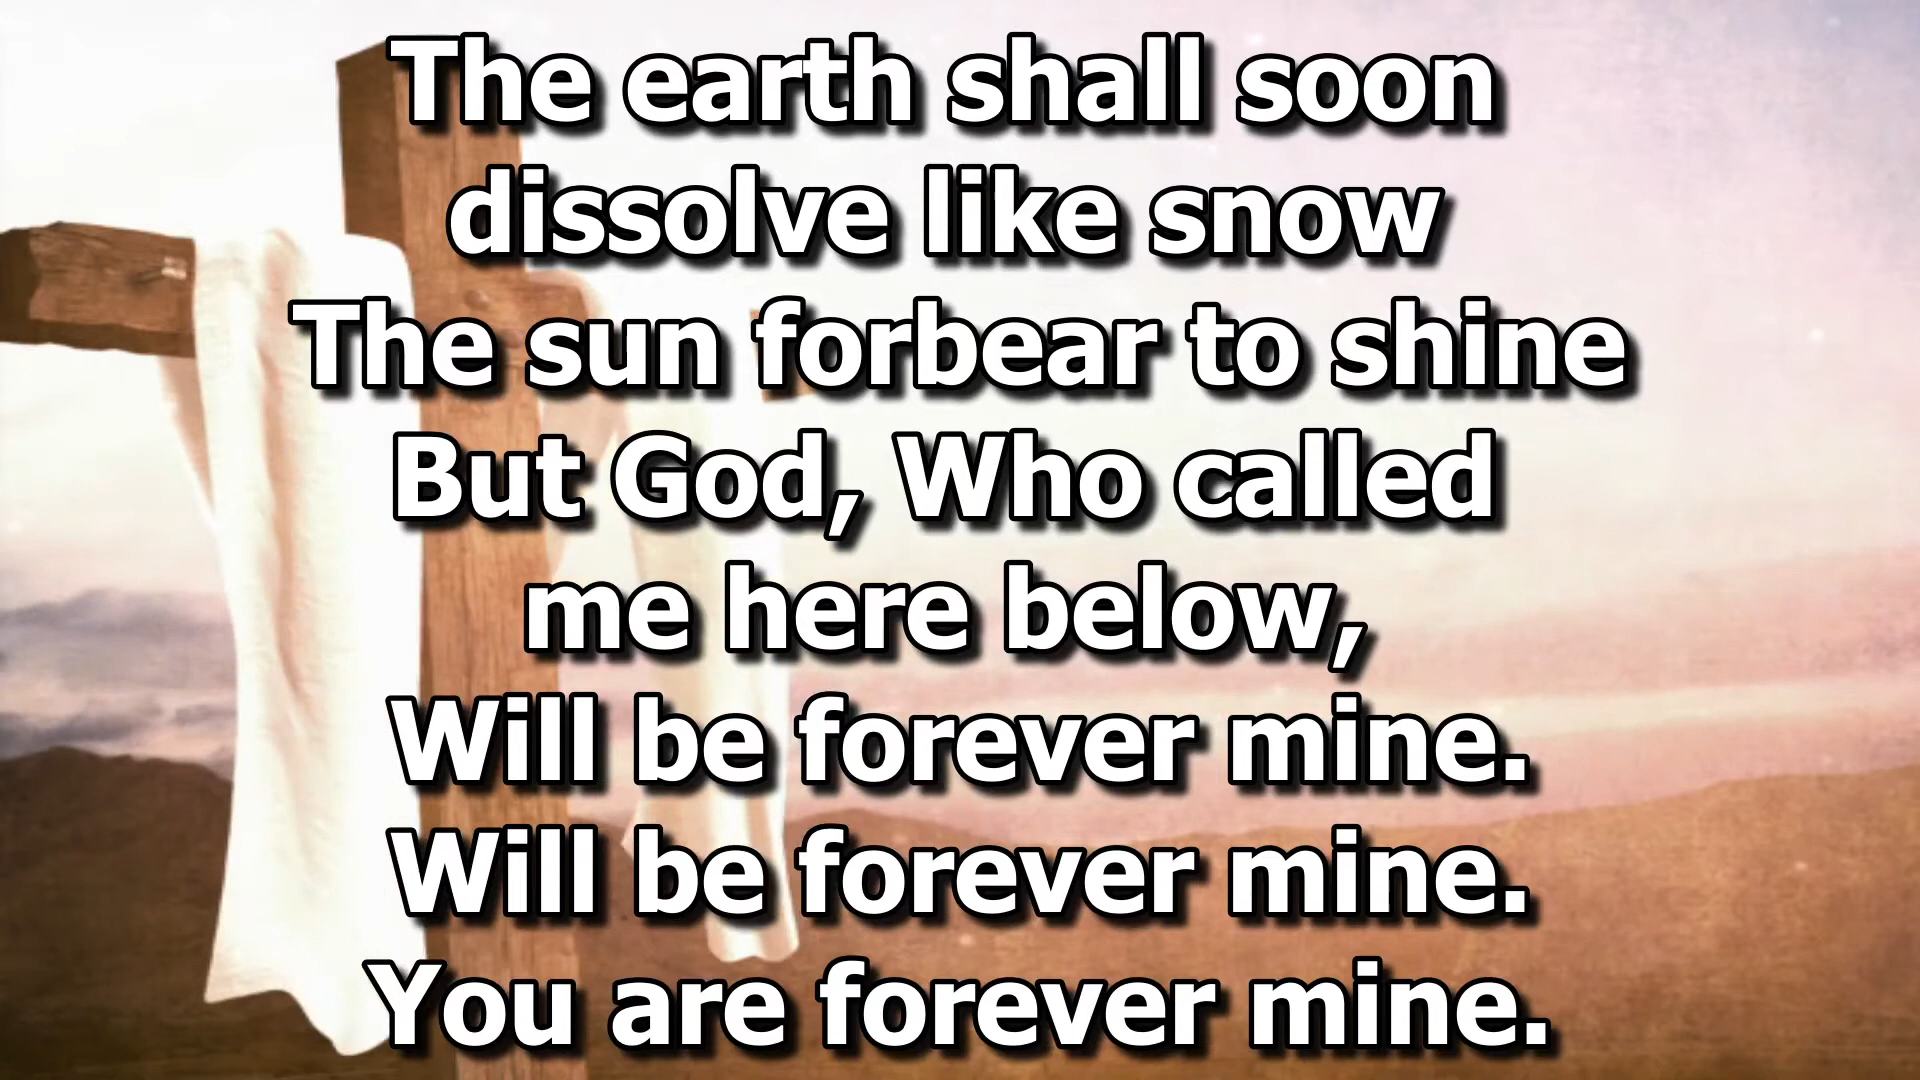 The earth shall soon
dissolve like snow
The sun forbear to shine
But God, Who called
me here below,
Will be forever mine.
Will be forever mine.
You are forever mine.